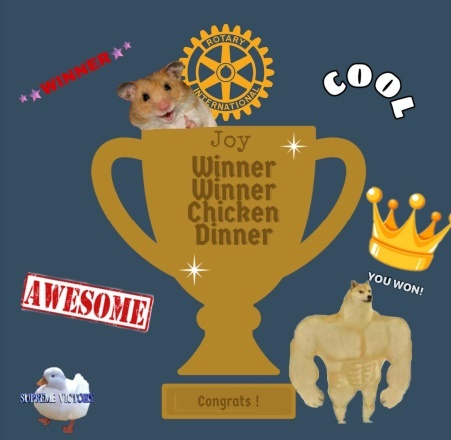 ROTARY
INTERNATIONAL
WINNER
COOL
Joy
Winner
Winner
Chicken
Dinner
YOU WON!
AWESOME
SUPREME VICTORY
Congrats !